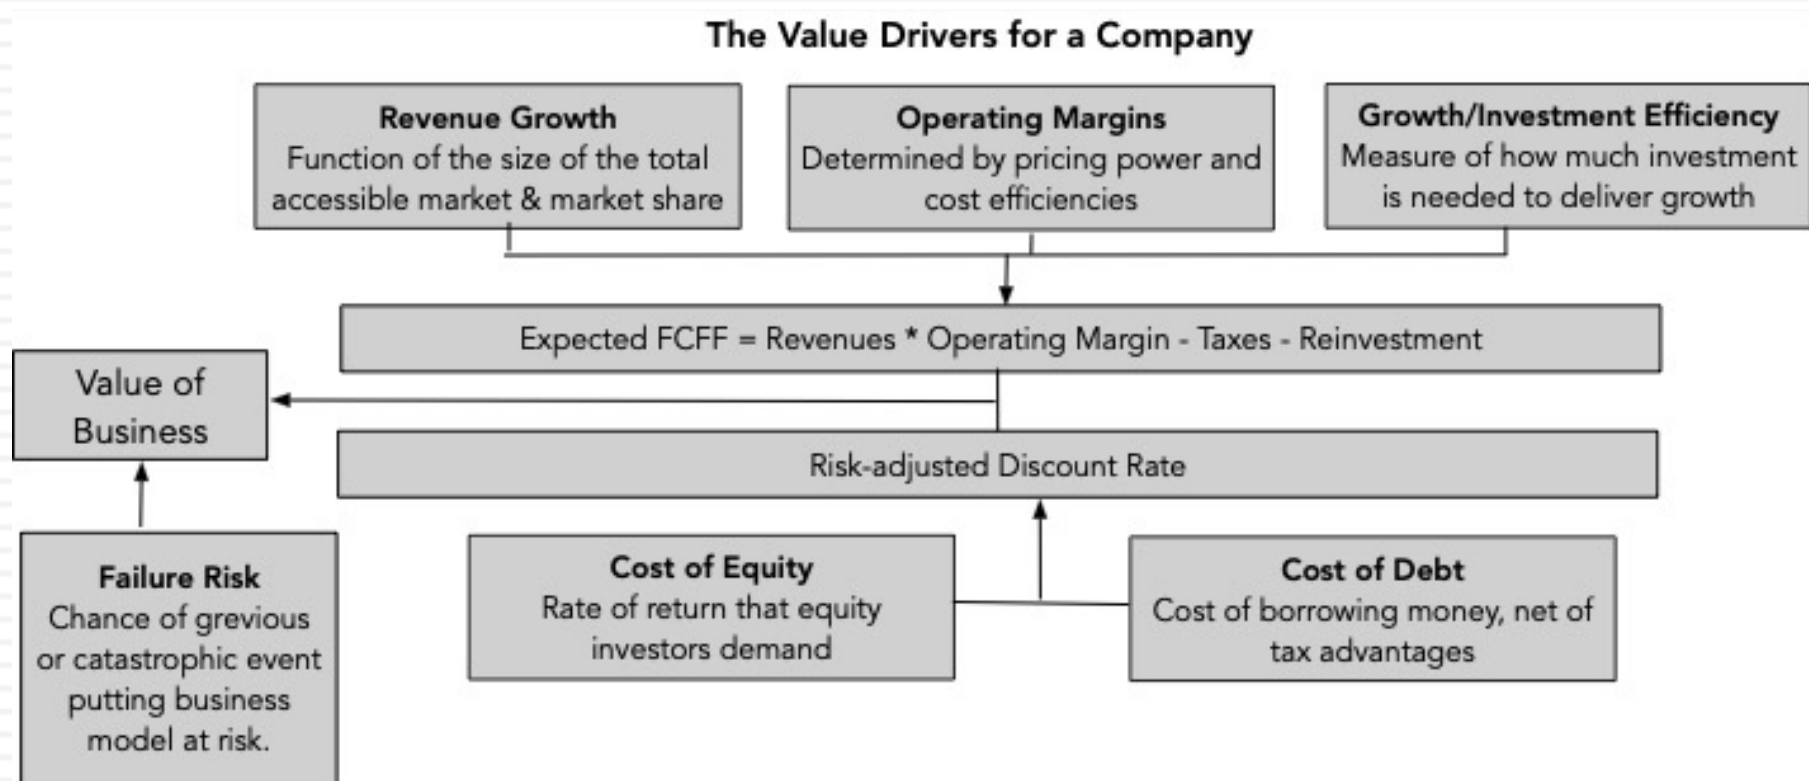 The Value Drivers for a Company
Revenue Growth
Function of the size of the total
accessible market & market share
Operating Margins
Determined by pricing power and
cost efficiencies
Growth/Investment Efficiency
Measure of how much investment
is needed to deliver growth
Expected FCFF = Revenues * Operating Margin - Taxes - Reinvestment
Value of
Business
Risk-adjusted Discount Rate
Failure Risk
Chance of grevious
or catastrophic event
putting business
model at risk.
Cost of Equity
Rate of return that equity
investors demand
Cost of Debt
Cost of borrowing money, net of
tax advantages